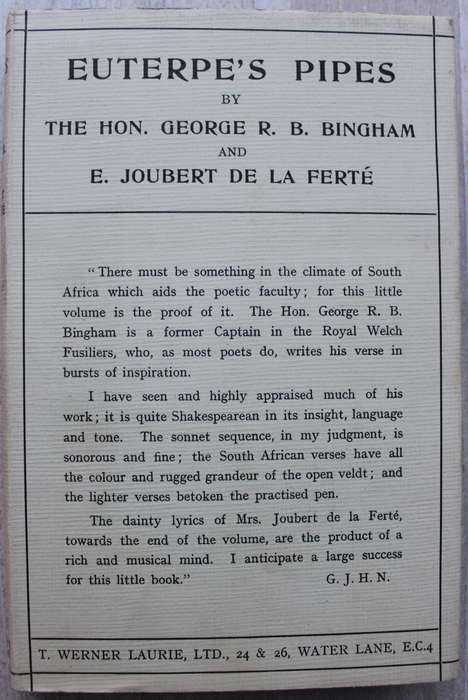 EUTERPE'S PIPES
BY
THE HON. GEORGE R. B. BINGHAM
AND
E. JOUBERT DE LA FERTÉ
"There must be something in the climate of South
Africa which aids the poetic faculty; for this little
volume is the proof of it. The Hon. George R. B.
Bingham is a former Captain in the Royal Welch
Fusiliers, who, as most poets do, writes his verse in
bursts of inspiration.
I have seen and highly appraised much of his
work; it is quite Shakespearean in its insight, language
and tone. The sonnet sequence, in my judgment, is
sonorous and fine; the South African verses have all
the colour and rugged grandeur of the open veldt; and
the lighter verses betoken the practised pen.
The dainty lyrics of Mrs. Joubert de la Ferté,
towards the end of the volume, are the product of a
rich and musical mind. I anticipate a large success
for this little book." G. J. H. N.
T. WERNER LAURIE, LTD., 24 & 26, WATER LANE, E.C.4